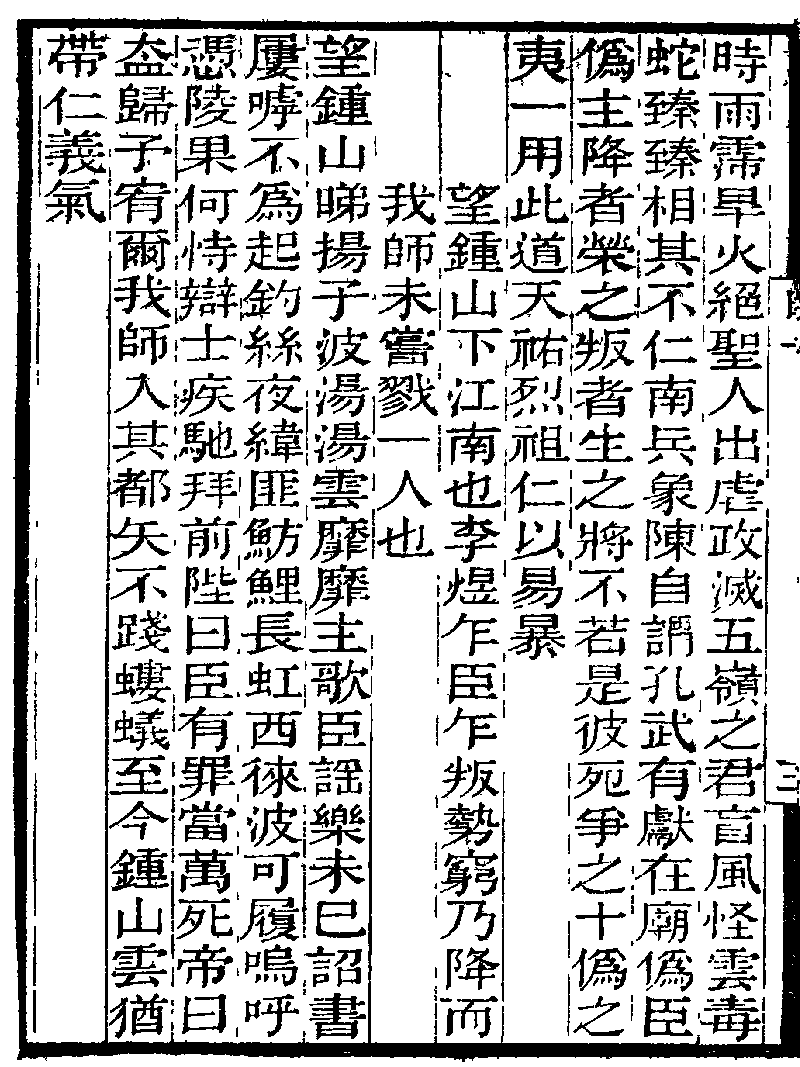 時雨霈旱火絕聖人出虐政滅五嶺之君盲風怪雲毒
蛇臻臻相其不仁南兵象陳自謂孔武有獻在廟僞臣
僞主降者榮之叛者生之將不若是彼死爭之十僞之
夷一用此道天祐烈祖仁以易暴
望鍾山下江南也李煜乍臣乍叛勢窮乃降而
我師未嘗戮一人也
望鍾山睇揚子波湯湯雲靡靡主歌臣謡樂未巳詔書
屢嘑不爲起釣絲夜緯匪魴鯉長虹西徠波可履嗚呼
憑陵果何恃辯士疾馳拜前陛曰臣有罪當萬死帝曰
盍歸予宥爾我師入其都矢不踐螻蟻至今鍾山雲猶
帶仁義氣